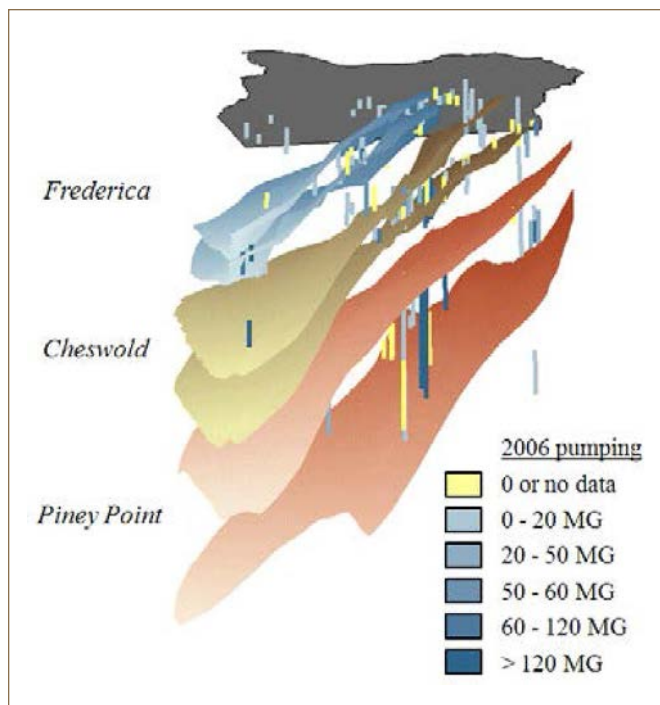 Frederica
Cheswold
Piney Point
2006 pumping
0 or no data
0 - 20 MG
20 - 50 MG
50 - 60 MG
60 - 120 MG
> 120 MG